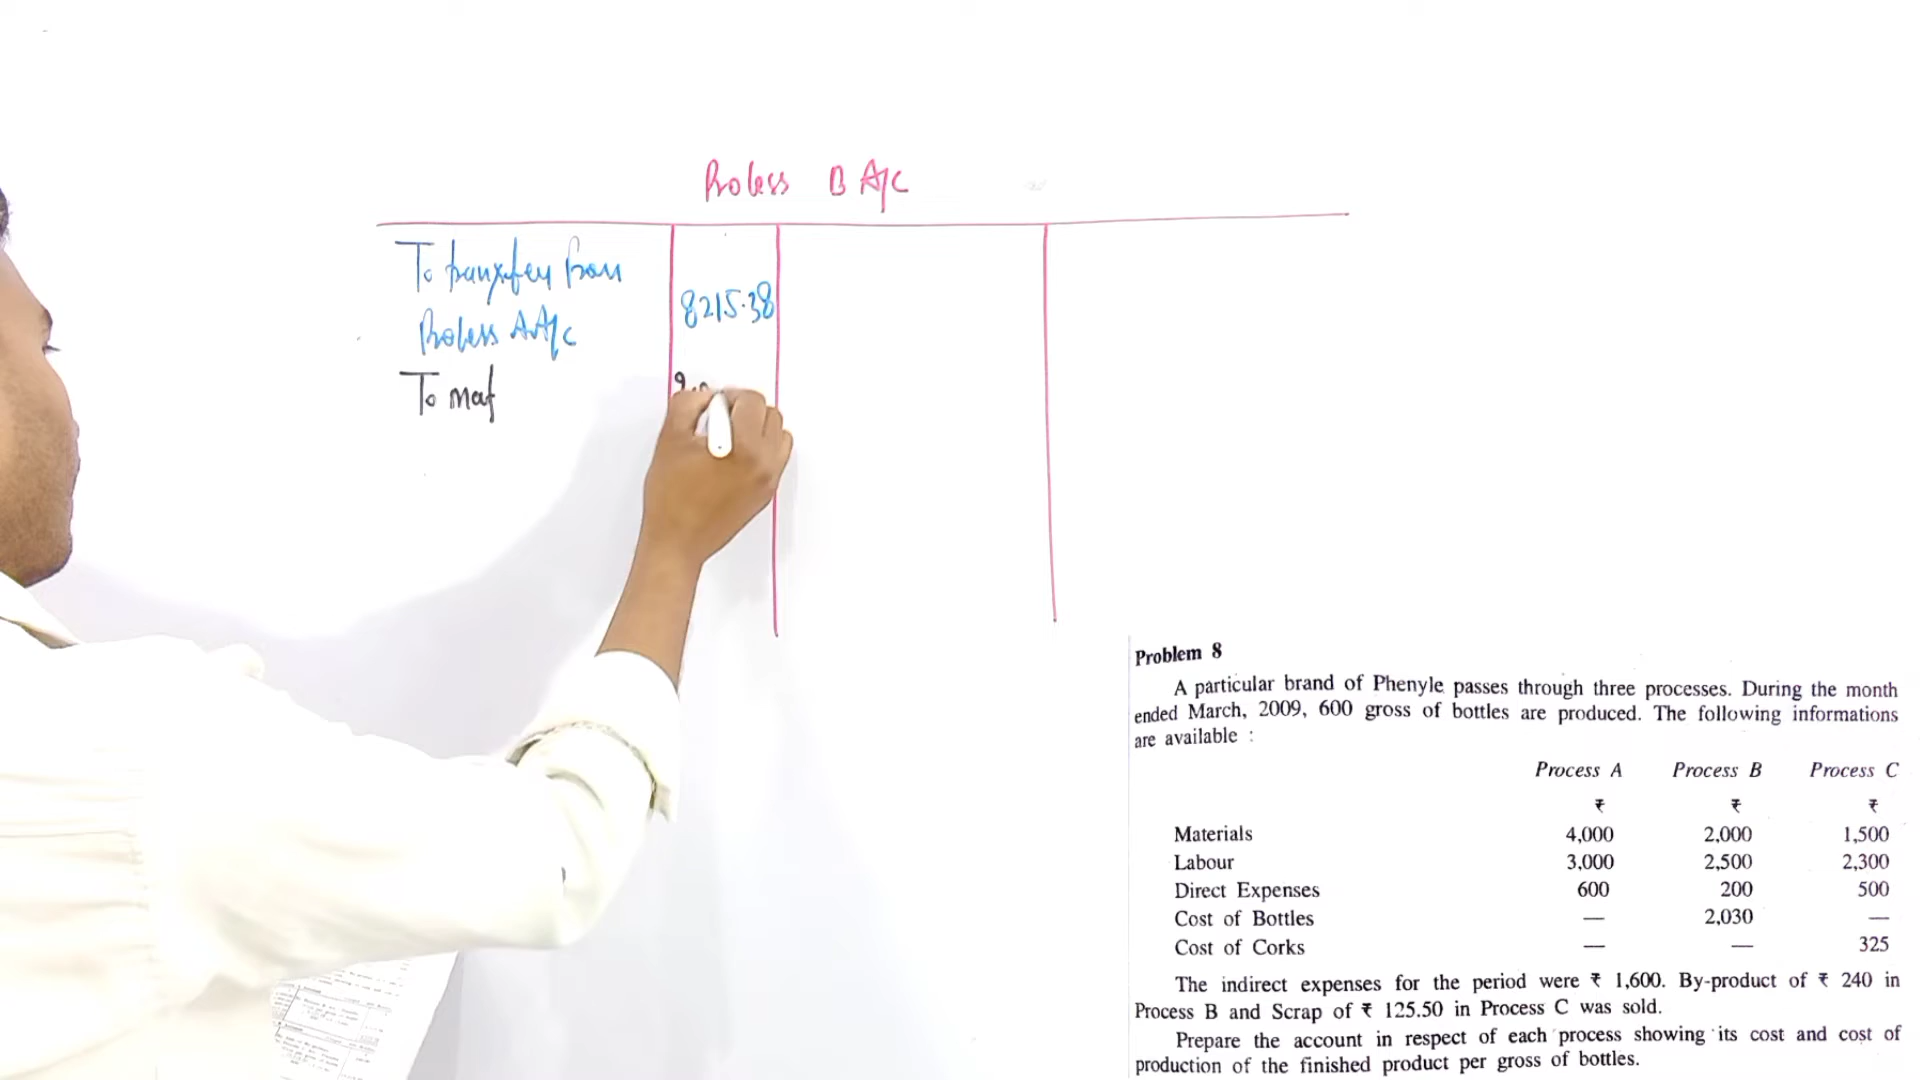 Process B A/c
To transfer from
Process A A/c
8215.38
To mat
Problem 8
A particular brand of Phenyle passes through three processes. During the month
ended March, 2009, 600 gross of bottles are produced. The following informations
are available :
Process A Process B Process C
₹ ₹ ₹
Materials 4,000 2,000 1,500
Labour 3,000 2,500 2,300
Direct Expenses 600 200 500
Cost of Bottles — 2,030 —
Cost of Corks — — 325
The indirect expenses for the period were ₹ 1,600. By-product of ₹ 240 in
Process B and Scrap of ₹ 125.50 in Process C was sold.
Prepare the account in respect of each process showing its cost and cost of
production of the finished product per gross of bottles.